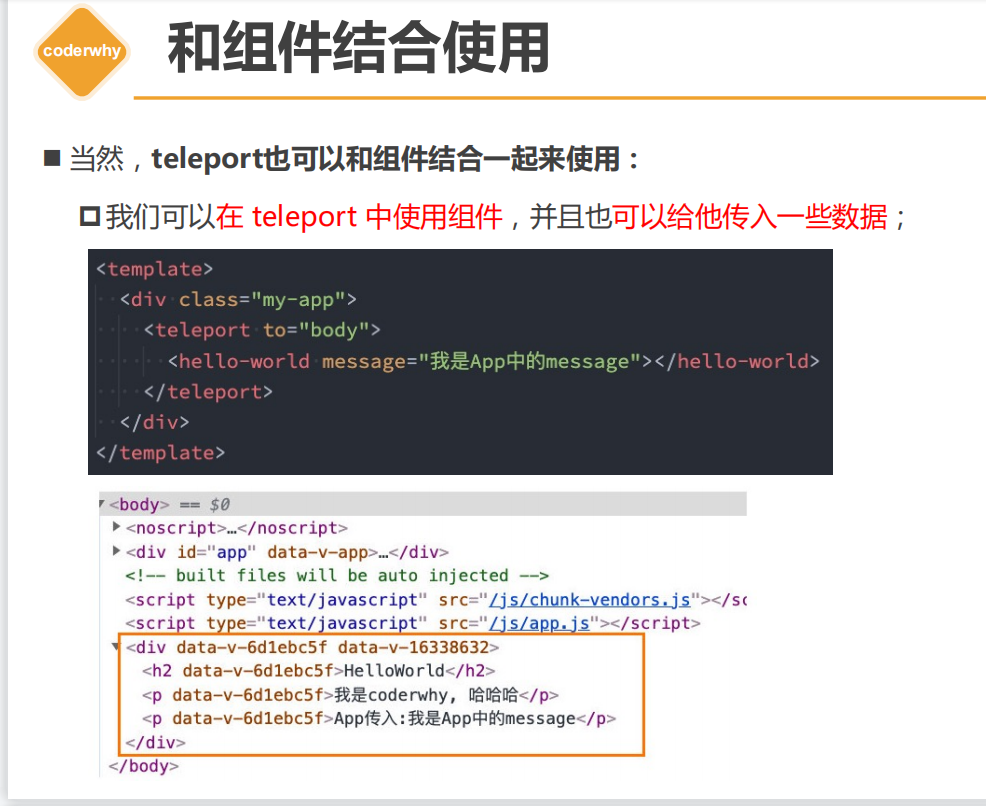 coderwhy
和组件结合使用
■ 当然，teleport也可以和组件结合一起来使用：
我们可以在 teleport 中使用组件，并且也可以给他传入一些数据；
<template>
<div class="my-app">
<teleport to="body">
<hello-world message="我是App中的message"></hello-world>
</teleport>
</div>
</template>
<body> == $0
<noscript>…</noscript>
<div id="app" data-v-app>…</div>
<!-- built files will be auto injected -->
<script type="text/javascript" src="/js/chunk-vendors.js"></sc
<script type="text/javascript" src="/js/app.js"></script>
<div data-v-6d1ebc5f data-v-16338632>
<h2 data-v-6d1ebc5f>HelloWorld</h2>
<p data-v-6d1ebc5f>我是coderwhy, 哈哈哈</p>
<p data-v-6d1ebc5f>App传入:我是App中的message</p>
</div>
</body>